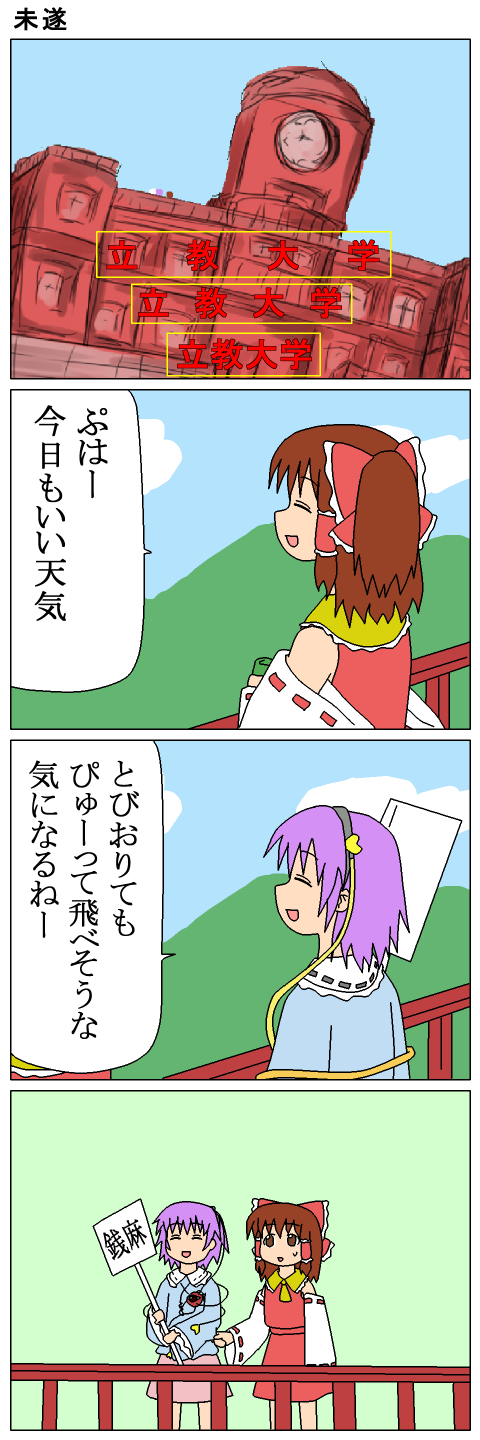 未遂
立教大学
立教大学
立教大学
ぷはー
今日もいい天気
とびおりても
ぴゅーって飛べそうな
気になるねー
麻
銭